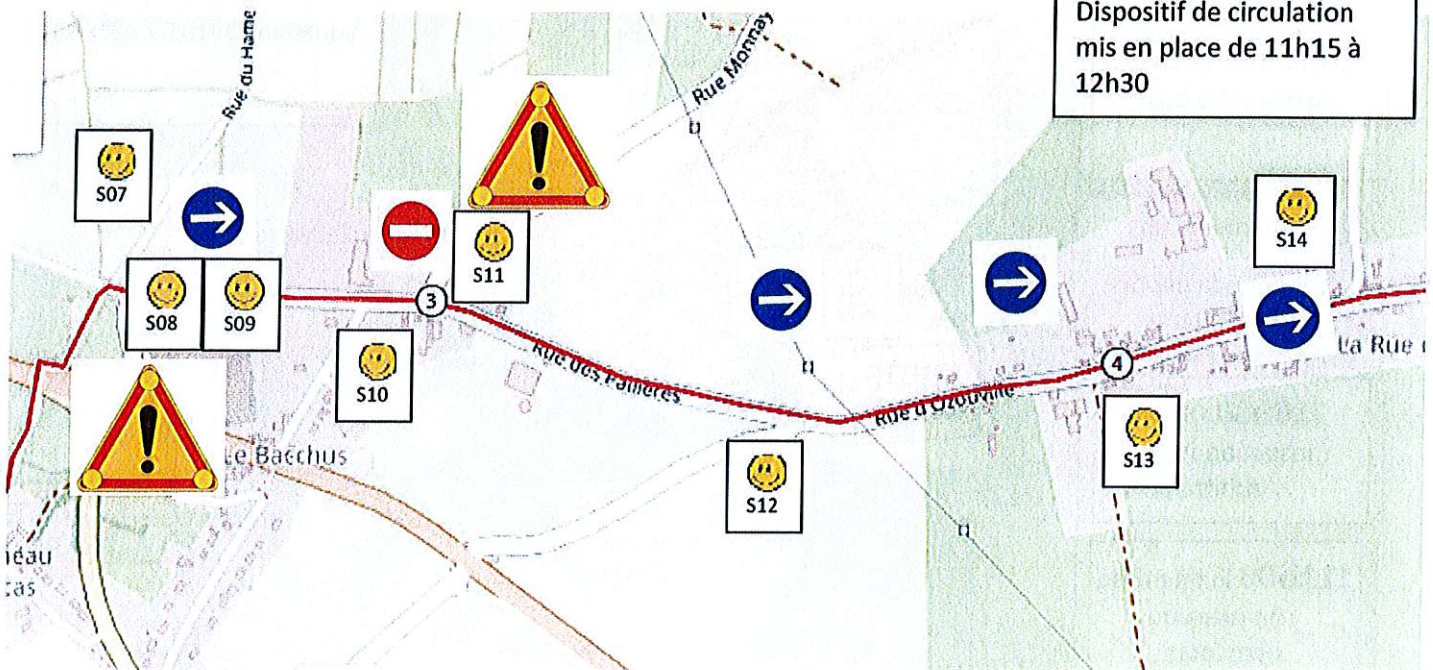 Dispositif de circulation
mis en place de 11h15 à
12h30
Rue du Hame
Rue Monnay
S07
S08
S09
S11
S14
3
S10
Rue des Pallières
4
La Rue
Rue d'Ozouville
Le Bacchus
S12
S13